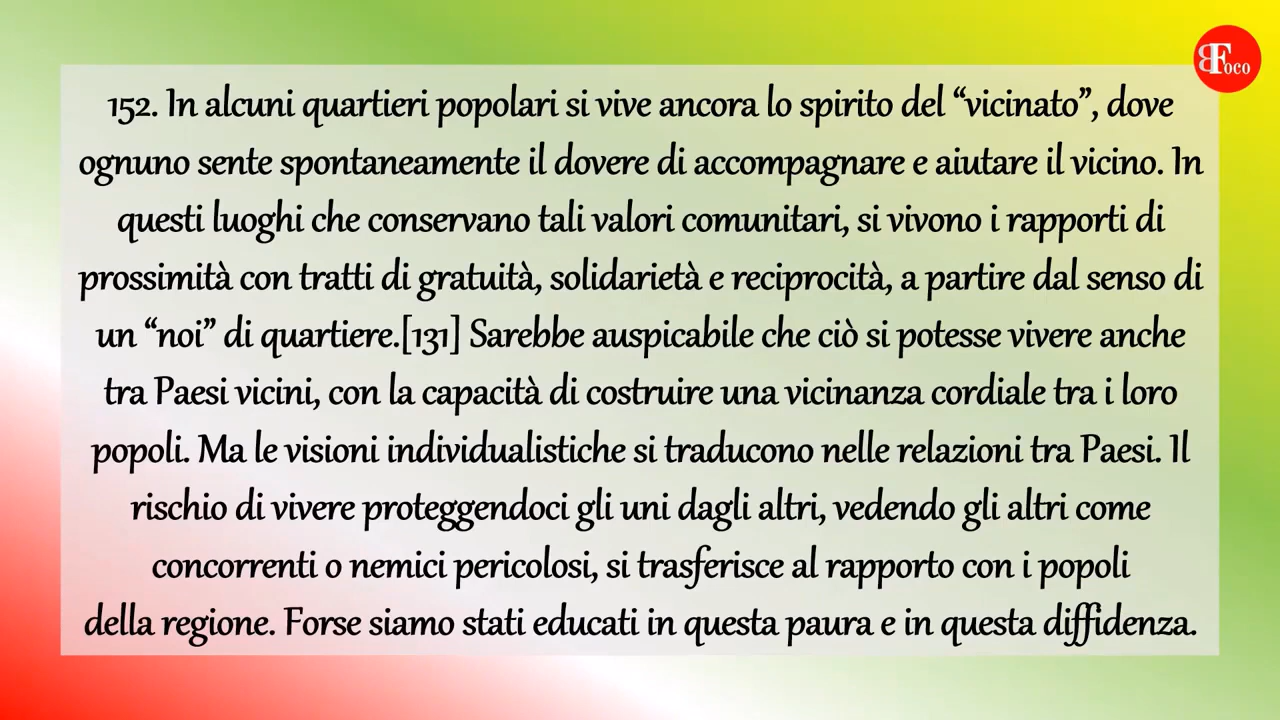 BFoco
152. In alcuni quartieri popolari si vive ancora lo spirito del “vicinato”, dove
ognuno sente spontaneamente il dovere di accompagnare e aiutare il vicino. In
questi luoghi che conservano tali valori comunitari, si vivono i rapporti di
prossimità con tratti di gratuità, solidarietà e reciprocità, a partire dal senso di
un “noi” di quartiere.[131] Sarebbe auspicabile che ciò si potesse vivere anche
tra Paesi vicini, con la capacità di costruire una vicinanza cordiale tra i loro
popoli. Ma le visioni individualistiche si traducono nelle relazioni tra Paesi. Il
rischio di vivere proteggendoci gli uni dagli altri, vedendo gli altri come
concorrenti o nemici pericolosi, si trasferisce al rapporto con i popoli
della regione. Forse siamo stati educati in questa paura e in questa diffidenza.